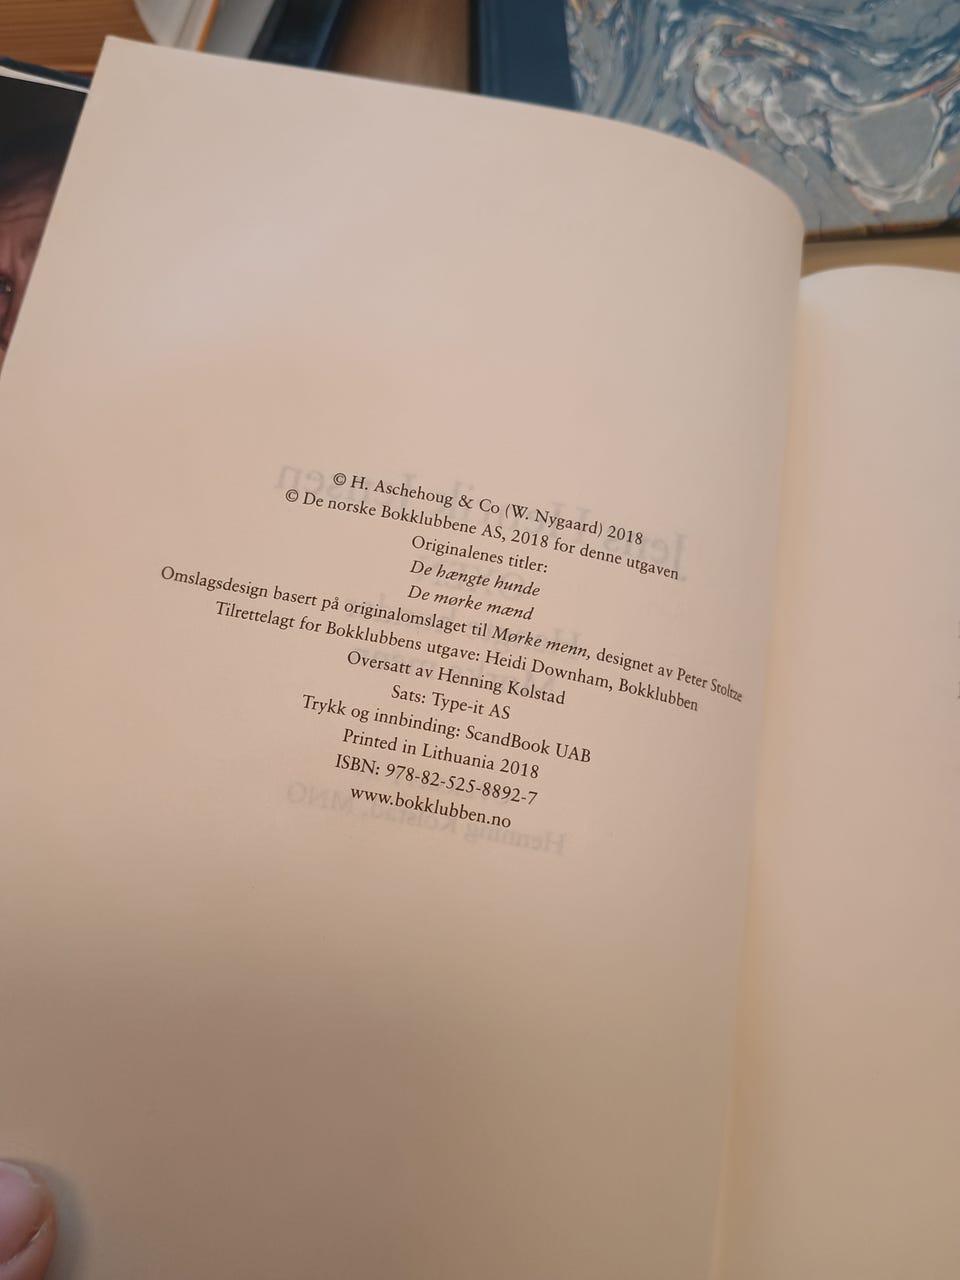 © H. Aschehoug & Co (W. Nygaard) 2018
© De norske Bokklubbene AS, 2018 for denne utgaven
Originalenes titler:
De hængte hunde
De mørke mænd
Omslagsdesign basert på originalomslaget til Mørke menn, designet av Peter Stoltze
Tilrettelagt for Bokklubbens utgave: Heidi Downham, Bokklubben
Oversatt av Henning Kolstad
Sats: Type-it AS
Trykk og innbinding: ScandBook UAB
Printed in Lithuania 2018
ISBN: 978-82-525-8892-7
www.bokklubben.no